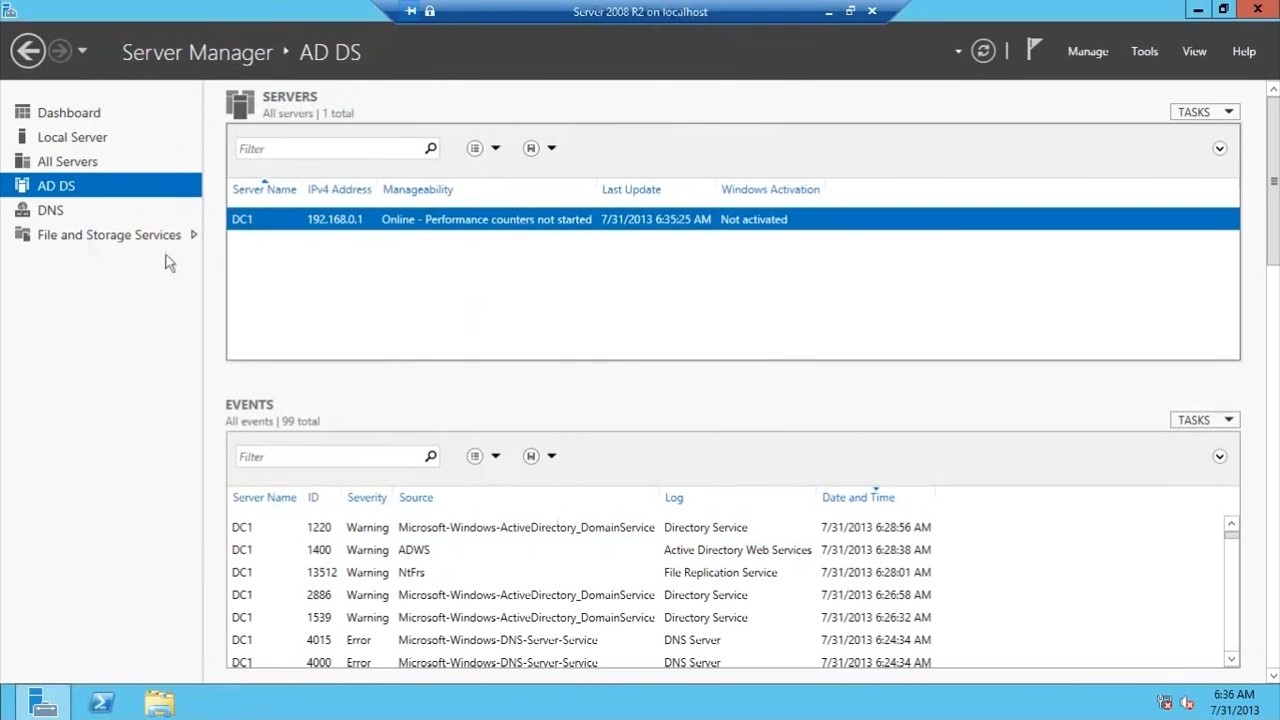 Server 2008 R2 on localhost
Server Manager ‣ AD DS
Manage Tools View Help
Dashboard
Local Server
All Servers
AD DS
DNS
File and Storage Services
SERVERS
All servers | 1 total
TASKS
Filter
Server Name IPv4 Address Manageability Last Update Windows Activation
DC1 192.168.0.1 Online - Performance counters not started 7/31/2013 6:35:25 AM Not activated
EVENTS
All events | 99 total
TASKS
Filter
Server Name ID Severity Source Log Date and Time
DC1 1220 Warning Microsoft-Windows-ActiveDirectory_DomainService Directory Service 7/31/2013 6:28:56 AM
DC1 1400 Warning ADWS Active Directory Web Services 7/31/2013 6:28:38 AM
DC1 13512 Warning NtFrs File Replication Service 7/31/2013 6:28:01 AM
DC1 2886 Warning Microsoft-Windows-ActiveDirectory_DomainService Directory Service 7/31/2013 6:26:58 AM
DC1 1539 Warning Microsoft-Windows-ActiveDirectory_DomainService Directory Service 7/31/2013 6:26:32 AM
DC1 4015 Error Microsoft-Windows-DNS-Server-Service DNS Server 7/31/2013 6:24:34 AM
DC1 4000 Error Microsoft-Windows-DNS-Server-Service DNS Server 7/31/2013 6:24:34 AM
6:36 AM
7/31/2013